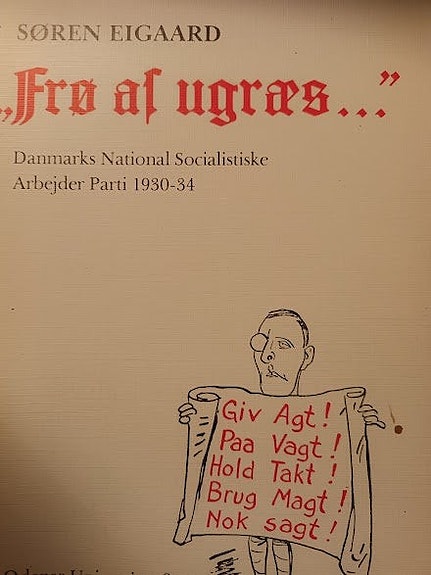 SØREN EIGAARD
„Frø af ugræs...”
Danmarks National Socialistiske
Arbejder Parti 1930-34
Giv Agt!
Paa Vagt!
Hold Takt!
Brug Magt!
Nok sagt!